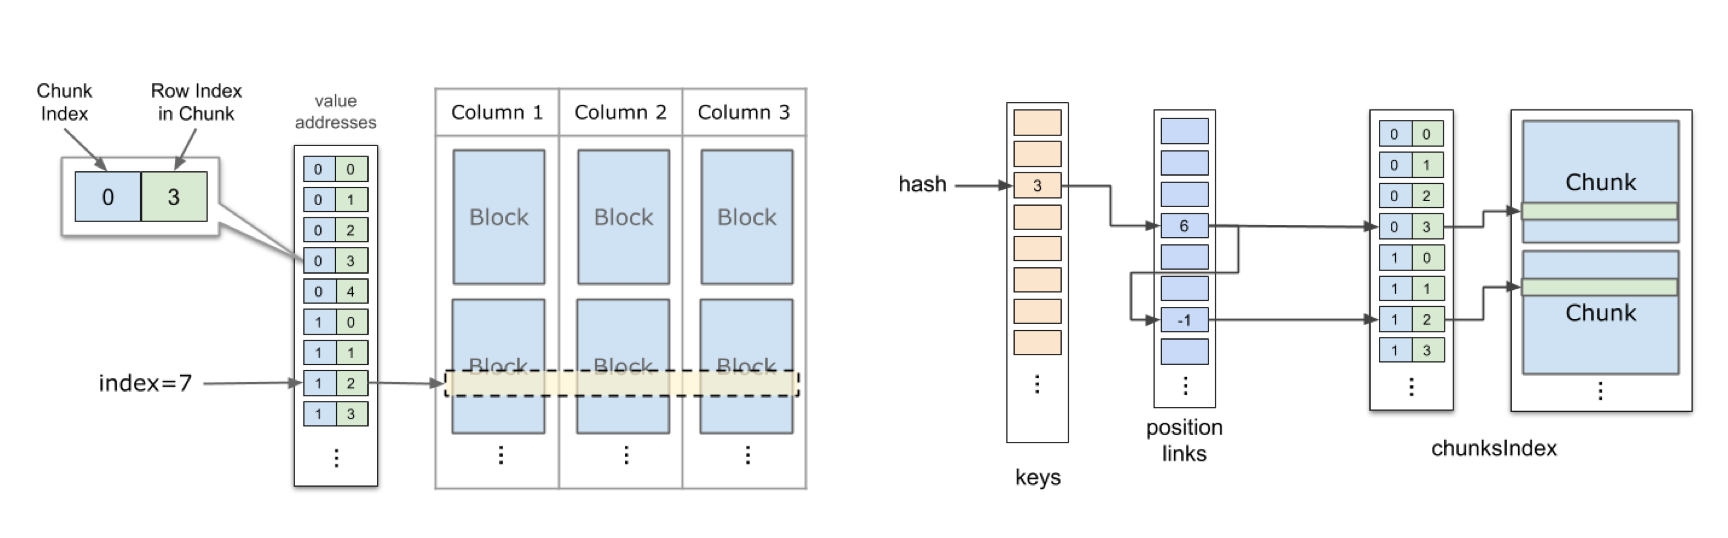 Chunk
Index
Row Index
in Chunk
0 3
value
addresses
0 0
0 1
0 2
0 3
0 4
1 0
1 1
1 2
1 3
⋮
index=7
Column 1 Column 2 Column 3
Block Block Block
Block Block Block
⋮ ⋮ ⋮
hash
3
⋮
keys
6
-1
⋮
position
links
0 0
0 1
0 2
0 3
1 0
1 1
1 2
1 3
⋮
Chunk
Chunk
⋮
chunksIndex